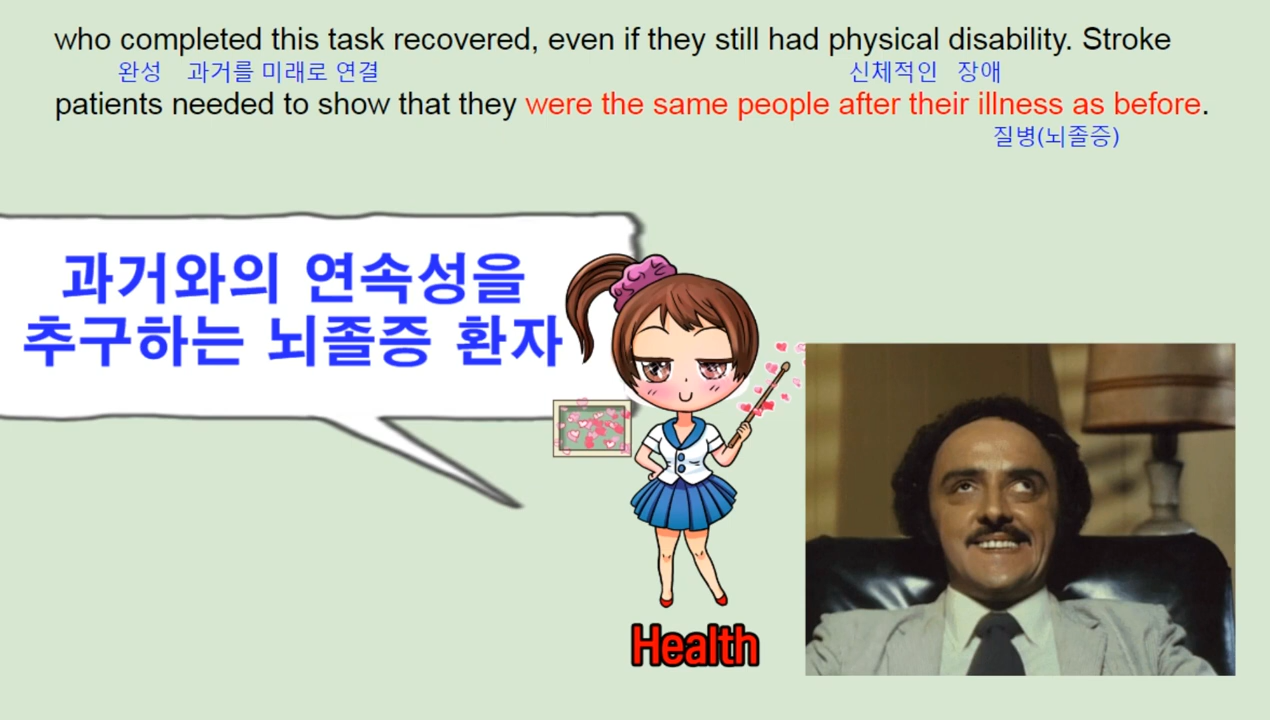 who completed this task recovered, even if they still had physical disability. Stroke
완성 과거를 미래로 연결 신체적인 장애
patients needed to show that they were the same people after their illness as before.
질병(뇌졸증)
과거와의 연속성을
추구하는 뇌졸증 환자
Health